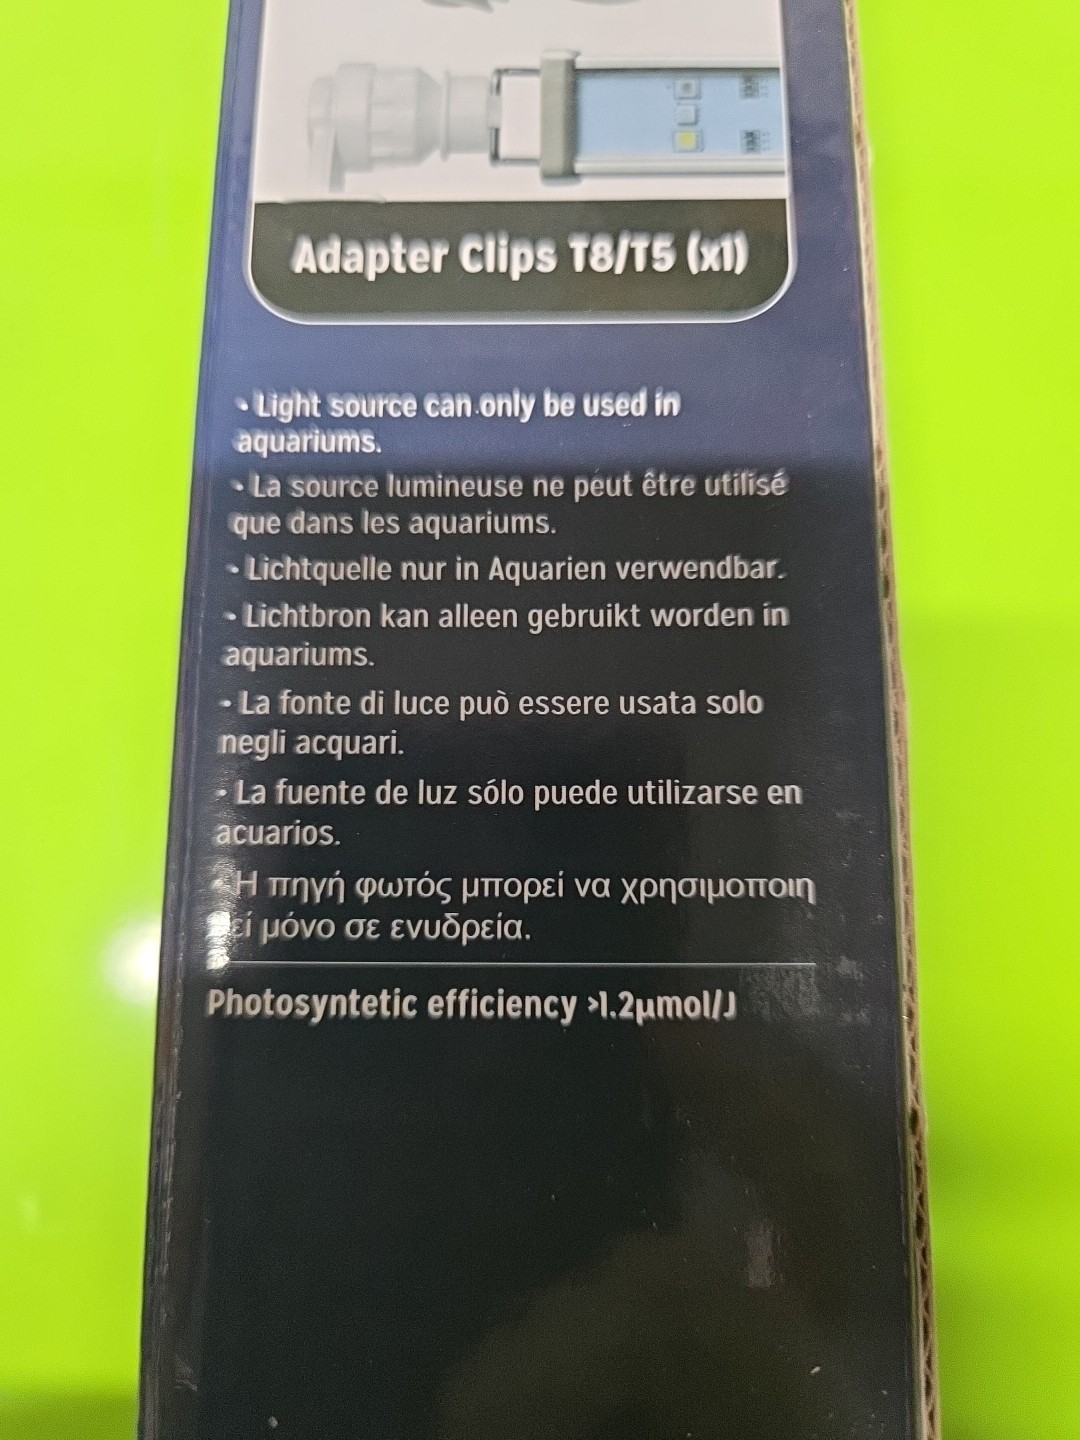 Adapter Clips T8/T5 (x1)
• Light source can only be used in
aquariums.
• La source lumineuse ne peut être utilisé
que dans les aquariums.
• Lichtquelle nur in Aquarien verwendbar.
• Lichtbron kan alleen gebruikt worden in
aquariums.
• La fonte di luce può essere usata solo
negli acquari.
• La fuente de luz sólo puede utilizarse en
acuarios.
• Η πηγή φωτός μπορεί να χρησιμοποιη
εί μόνο σε ενυδρεία.
Photosyntetic efficiency >1.2μmol/J